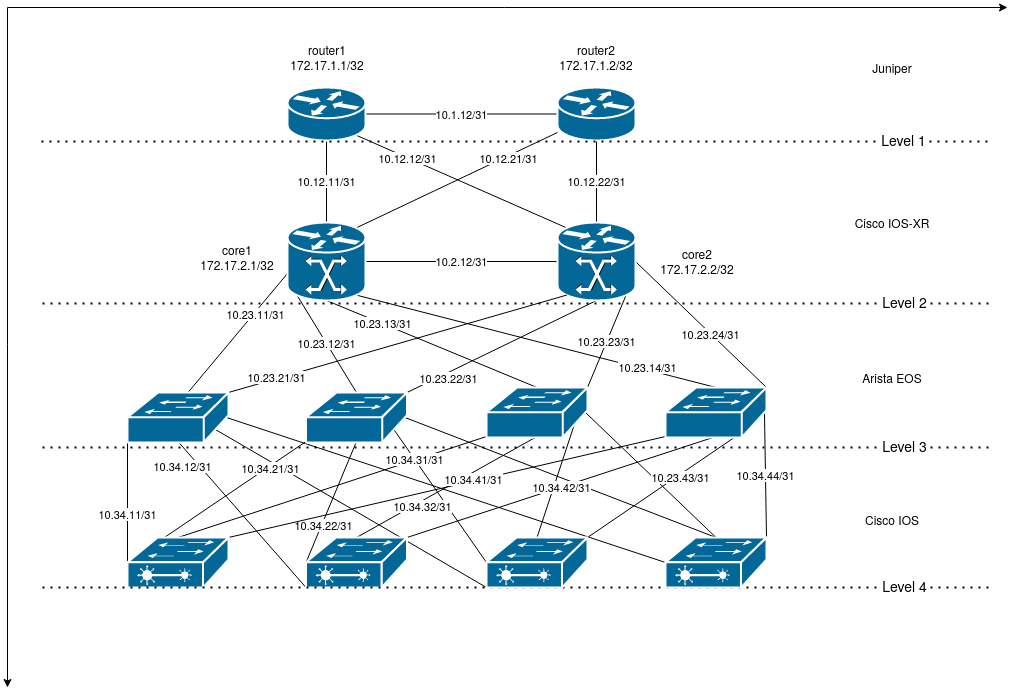 router1
172.17.1.1/32
router2
172.17.1.2/32
Juniper
10.1.12/31
Level 1
10.12.12/31
10.12.21/31
10.12.11/31
10.12.22/31
Cisco IOS-XR
core1
172.17.2.1/32
10.2.12/31
core2
172.17.2.2/32
Level 2
10.23.11/31
10.23.13/31
10.23.12/31
10.23.23/31
10.23.24/31
10.23.21/31
10.23.22/31
10.23.14/31
Arista EOS
Level 3
10.34.12/31
10.34.21/31
10.34.31/31
10.34.41/31
10.34.42/31
10.23.43/31
10.34.44/31
10.34.11/31
10.34.22/31
10.34.32/31
Cisco IOS
Level 4